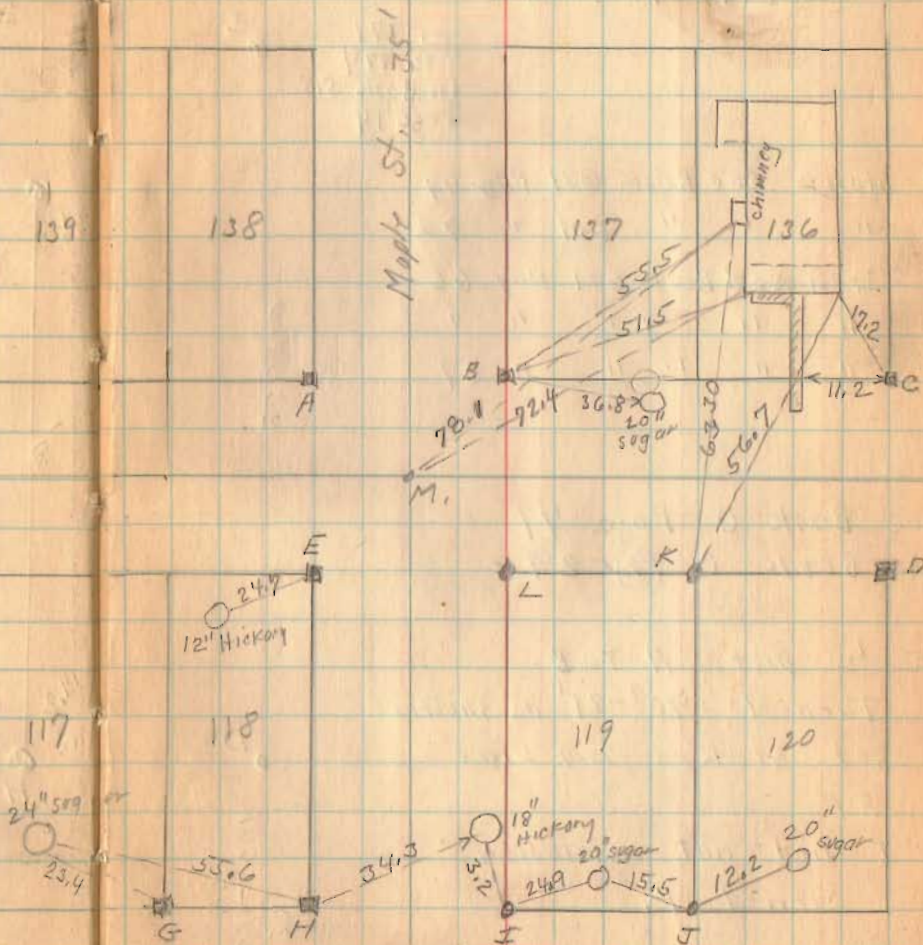 Maple St. 35'
139
138
137
136
chimney
55.5
51.5
17.2
A
B
36.8
20"
sugar
11.2
C
78.1
72.4
63.30
56.7
M.
E
L
K
D
24.7
12" Hickory
117
118
119
120
24" sugar
23.4
55.6
34.3
18"
Hickory
3.2
24.9
20" sugar
15.5
12.2
20"
sugar
G
H
I
J